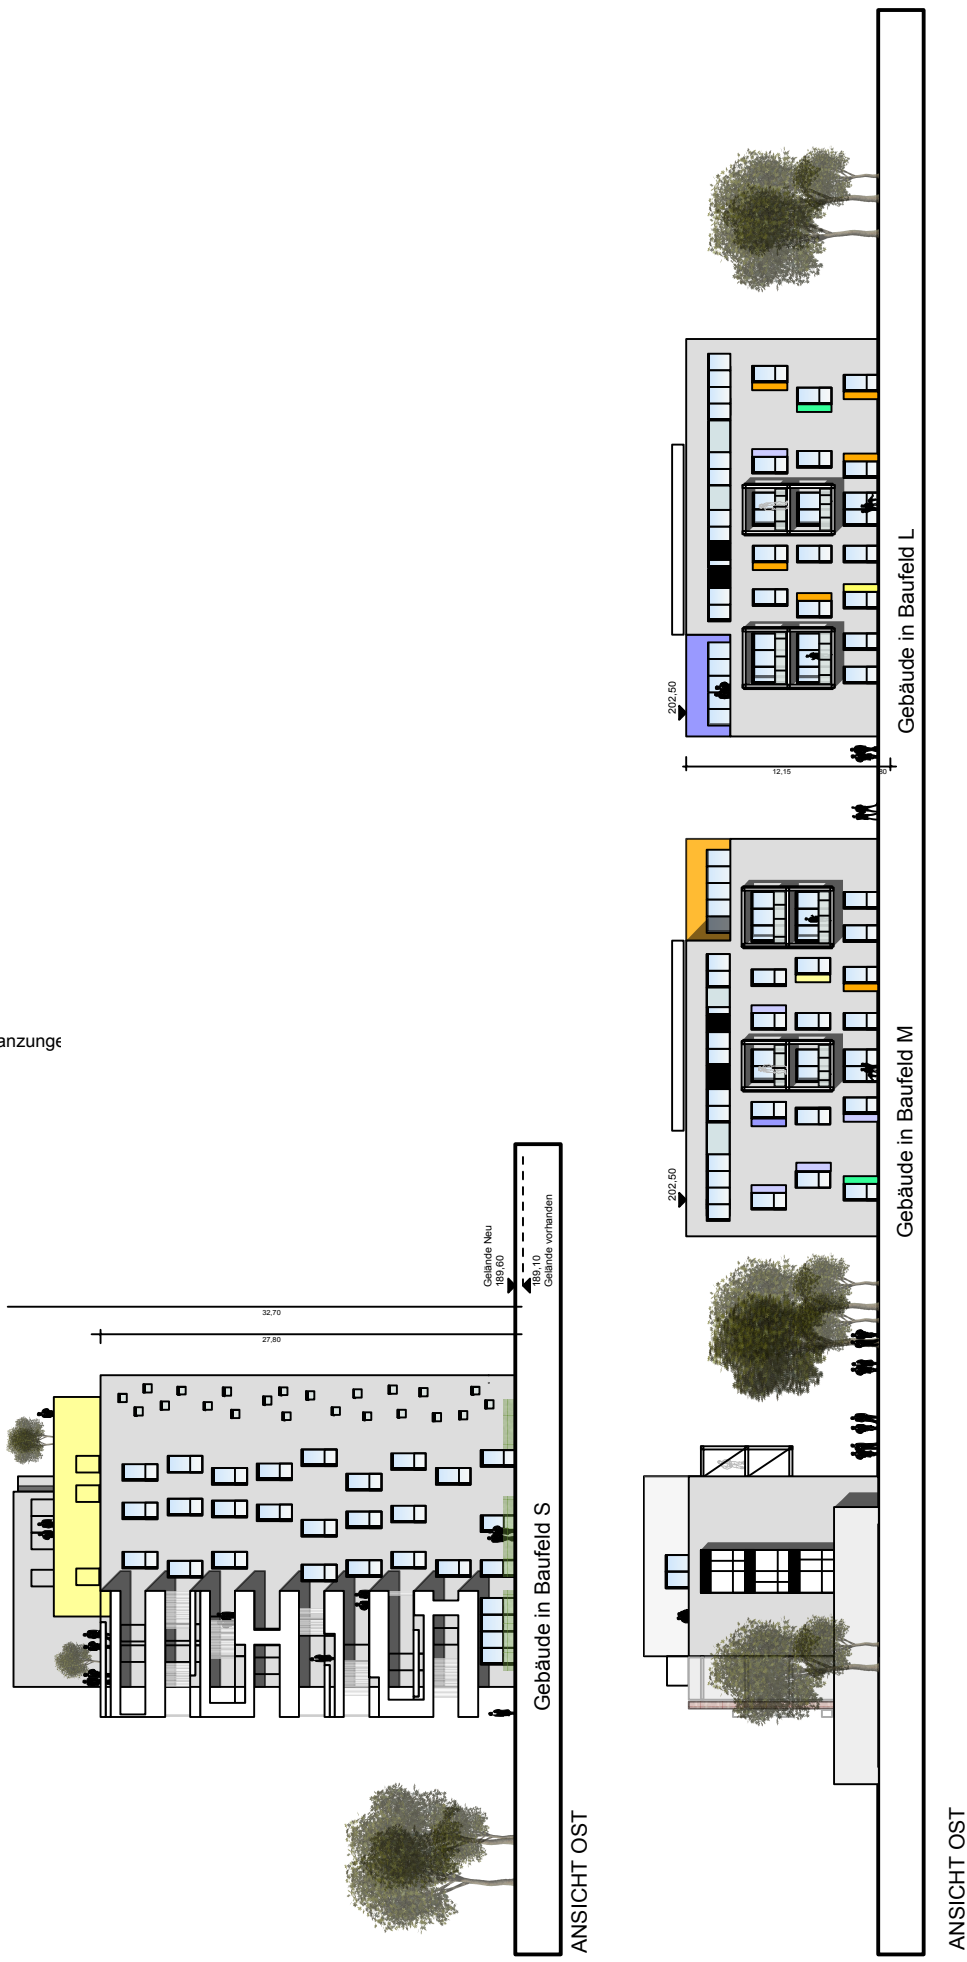 anzunge
32,70
27,80
Gelände Neu
189,60
189,10
Gelände vorhanden
Gebäude in Baufeld S
ANSICHT OST
202,50
12,15
80
Gebäude in Baufeld L
202,50
Gebäude in Baufeld M
ANSICHT OST